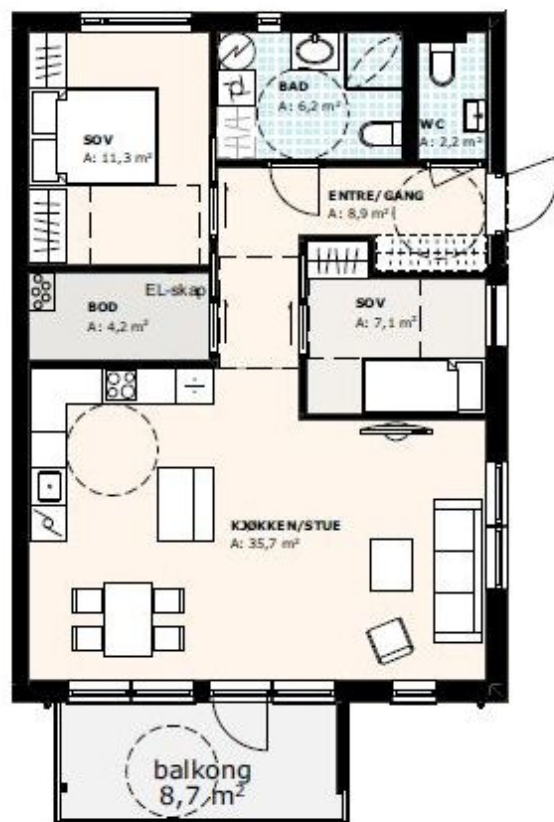 BAD
A: 6,2 m²
WC
A: 2,2 m²
SOV
A: 11,3 m²
ENTRE/GANG
A: 8,9 m²
EL-skap
BOD
A: 4,2 m²
SOV
A: 7,1 m²
KJØKKEN/STUE
A: 35,7 m²
balkong
8,7 m²